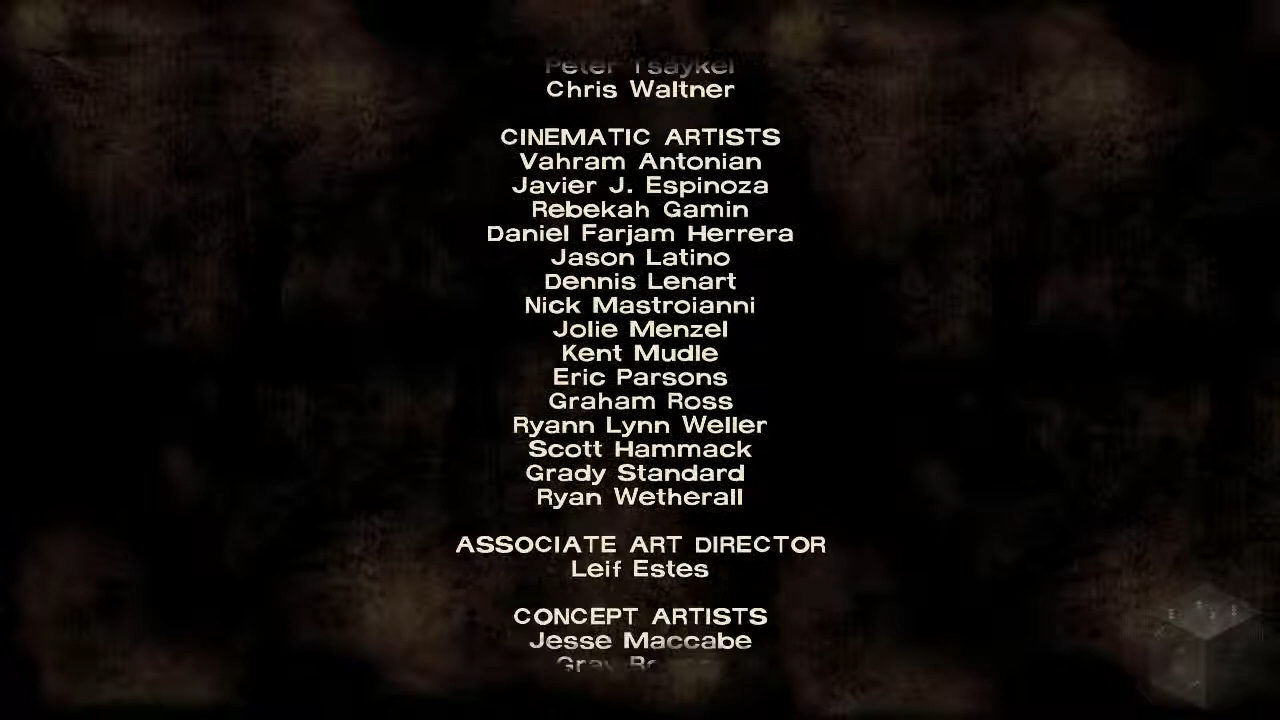 Peter Tsaykel
Chris Waltner
CINEMATIC ARTISTS
Vahram Antonian
Javier J. Espinoza
Rebekah Gamin
Daniel Farjam Herrera
Jason Latino
Dennis Lenart
Nick Mastroianni
Jolie Menzel
Kent Mudle
Eric Parsons
Graham Ross
Ryann Lynn Weller
Scott Hammack
Grady Standard
Ryan Wetherall
ASSOCIATE ART DIRECTOR
Leif Estes
CONCEPT ARTISTS
Jesse Maccabe